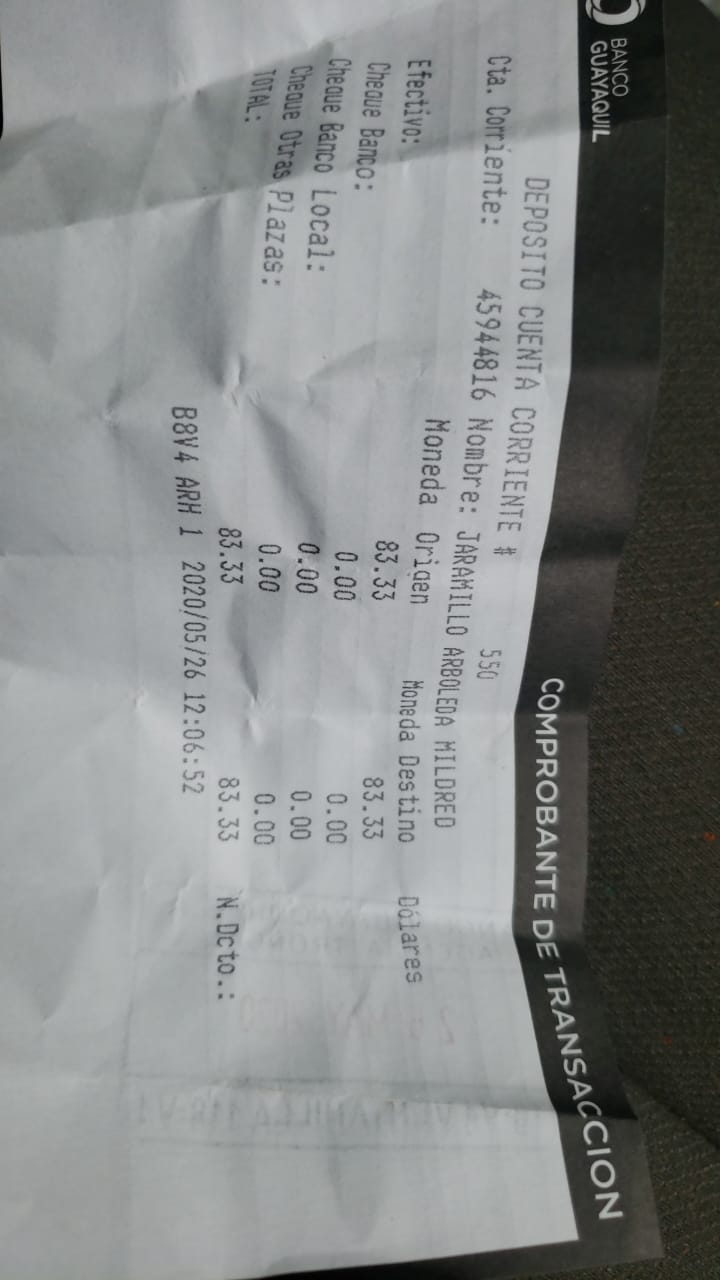 BANCO
GUAYAQUIL
COMPROBANTE DE TRANSACCION
DEPOSITO CUENTA CORRIENTE # 550
Cta. Corriente: 45944816 Nombre: JARAMILLO ARBOLEDA MILDRED
Moneda Origen Moneda Destino Dólares
Efectivo: 83.33 83.33
Cheque Banco: 0.00 0.00
Cheque Banco Local: 0.00 0.00
Cheque Otras Plazas: 0.00 0.00
TOTAL: 83.33 83.33 N.Dcto.:
B8V4 ARH 1 2020/05/26 12:06:52